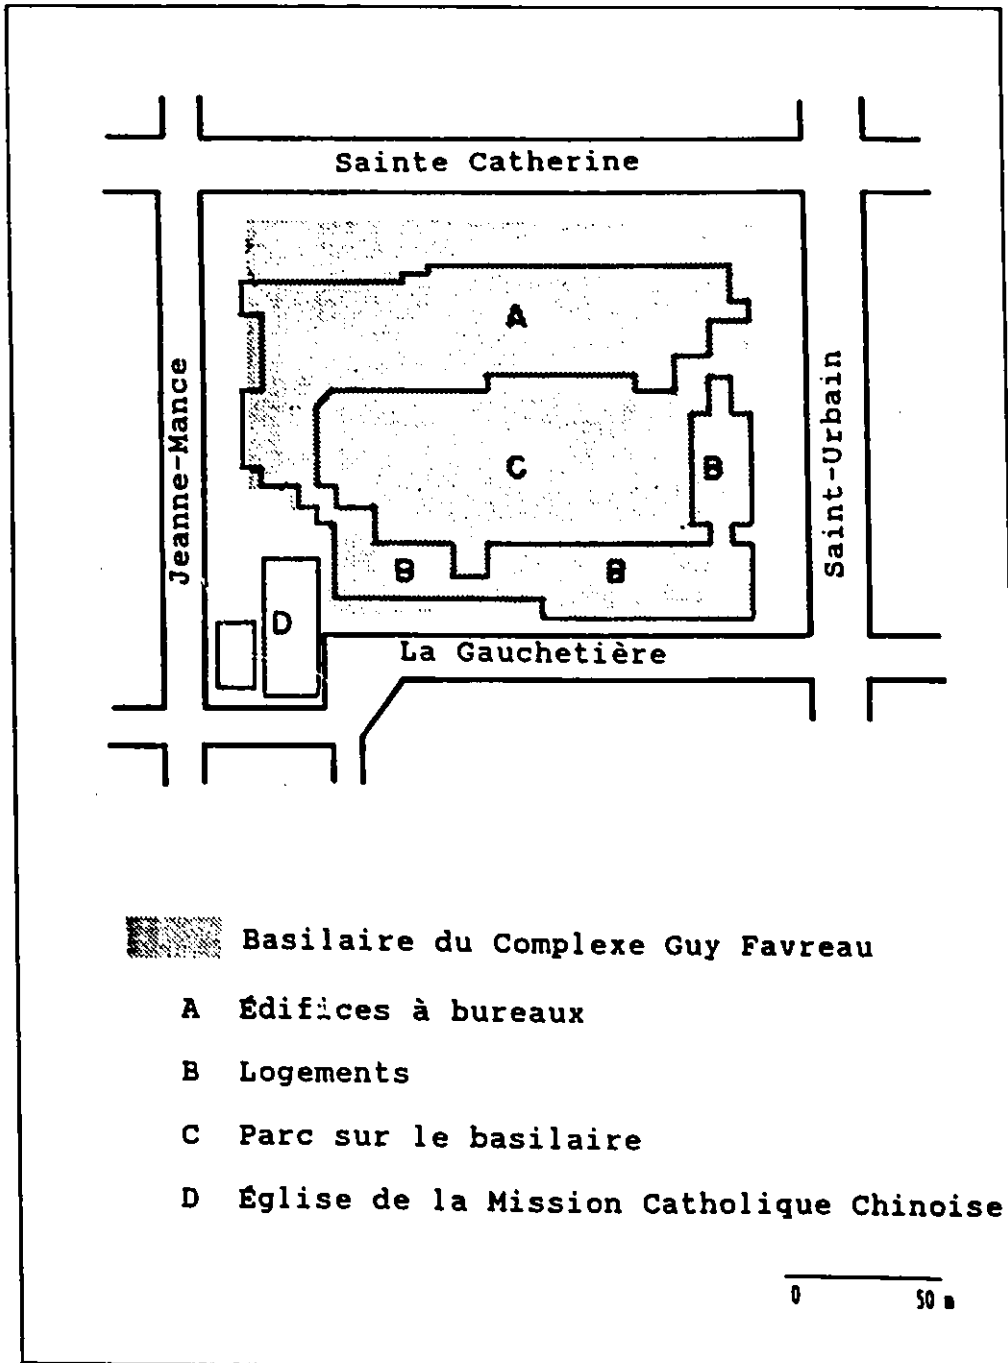 Sainte Catherine
A
Jeanne-Mance
Saint-Urbain
C
B
B
B
D
La Gauchetière
Basilaire du Complexe Guy Favreau
A Édifices à bureaux
B Logements
C Parc sur le basilaire
D Église de la Mission Catholique Chinoise
0 50 m